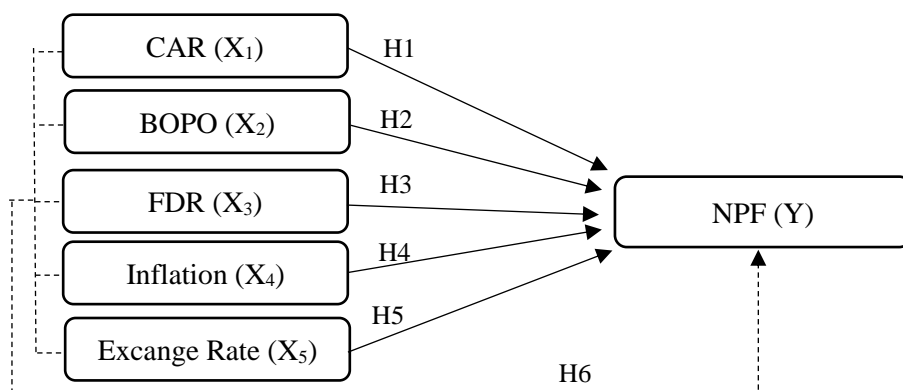 CAR (X₁)
H1
BOPO (X₂)
H2
FDR (X₃)
H3
NPF (Y)
Inflation (X₄)
H4
Excange Rate (X₅)
H5
H6